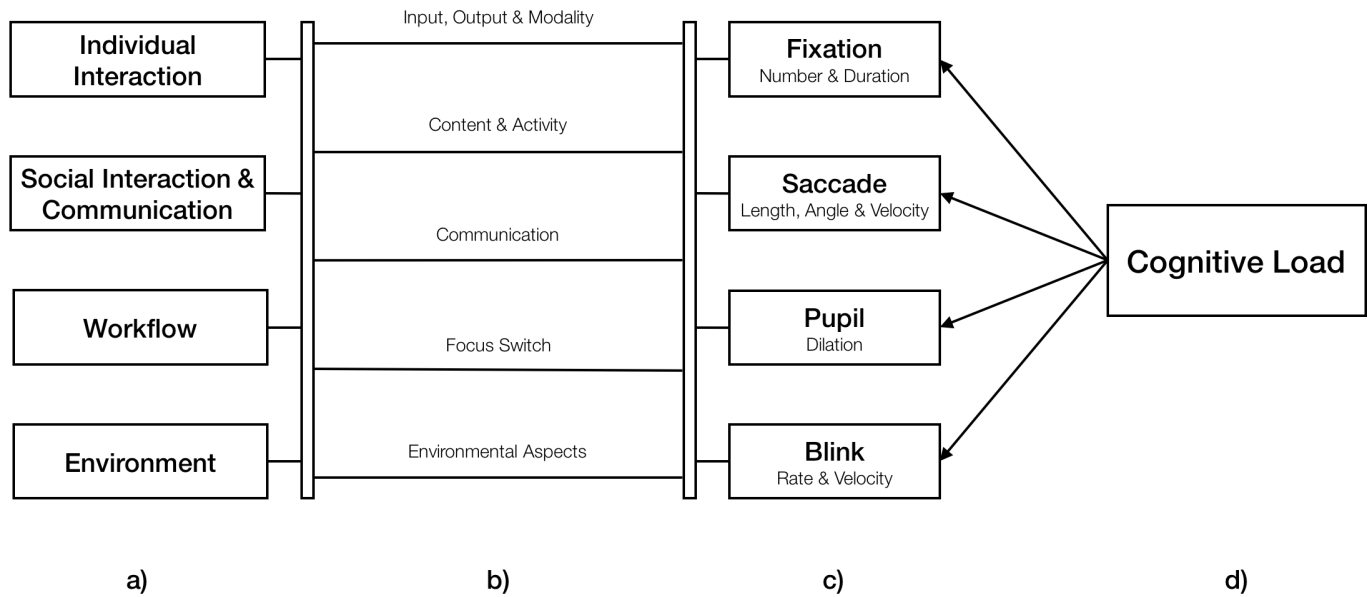 Individual
Interaction
Social Interaction &
Communication
Workflow
Environment
Input, Output & Modality
Content & Activity
Communication
Focus Switch
Environmental Aspects
Fixation
Number & Duration
Saccade
Length, Angle & Velocity
Pupil
Dilation
Blink
Rate & Velocity
Cognitive Load
a)
b)
c)
d)